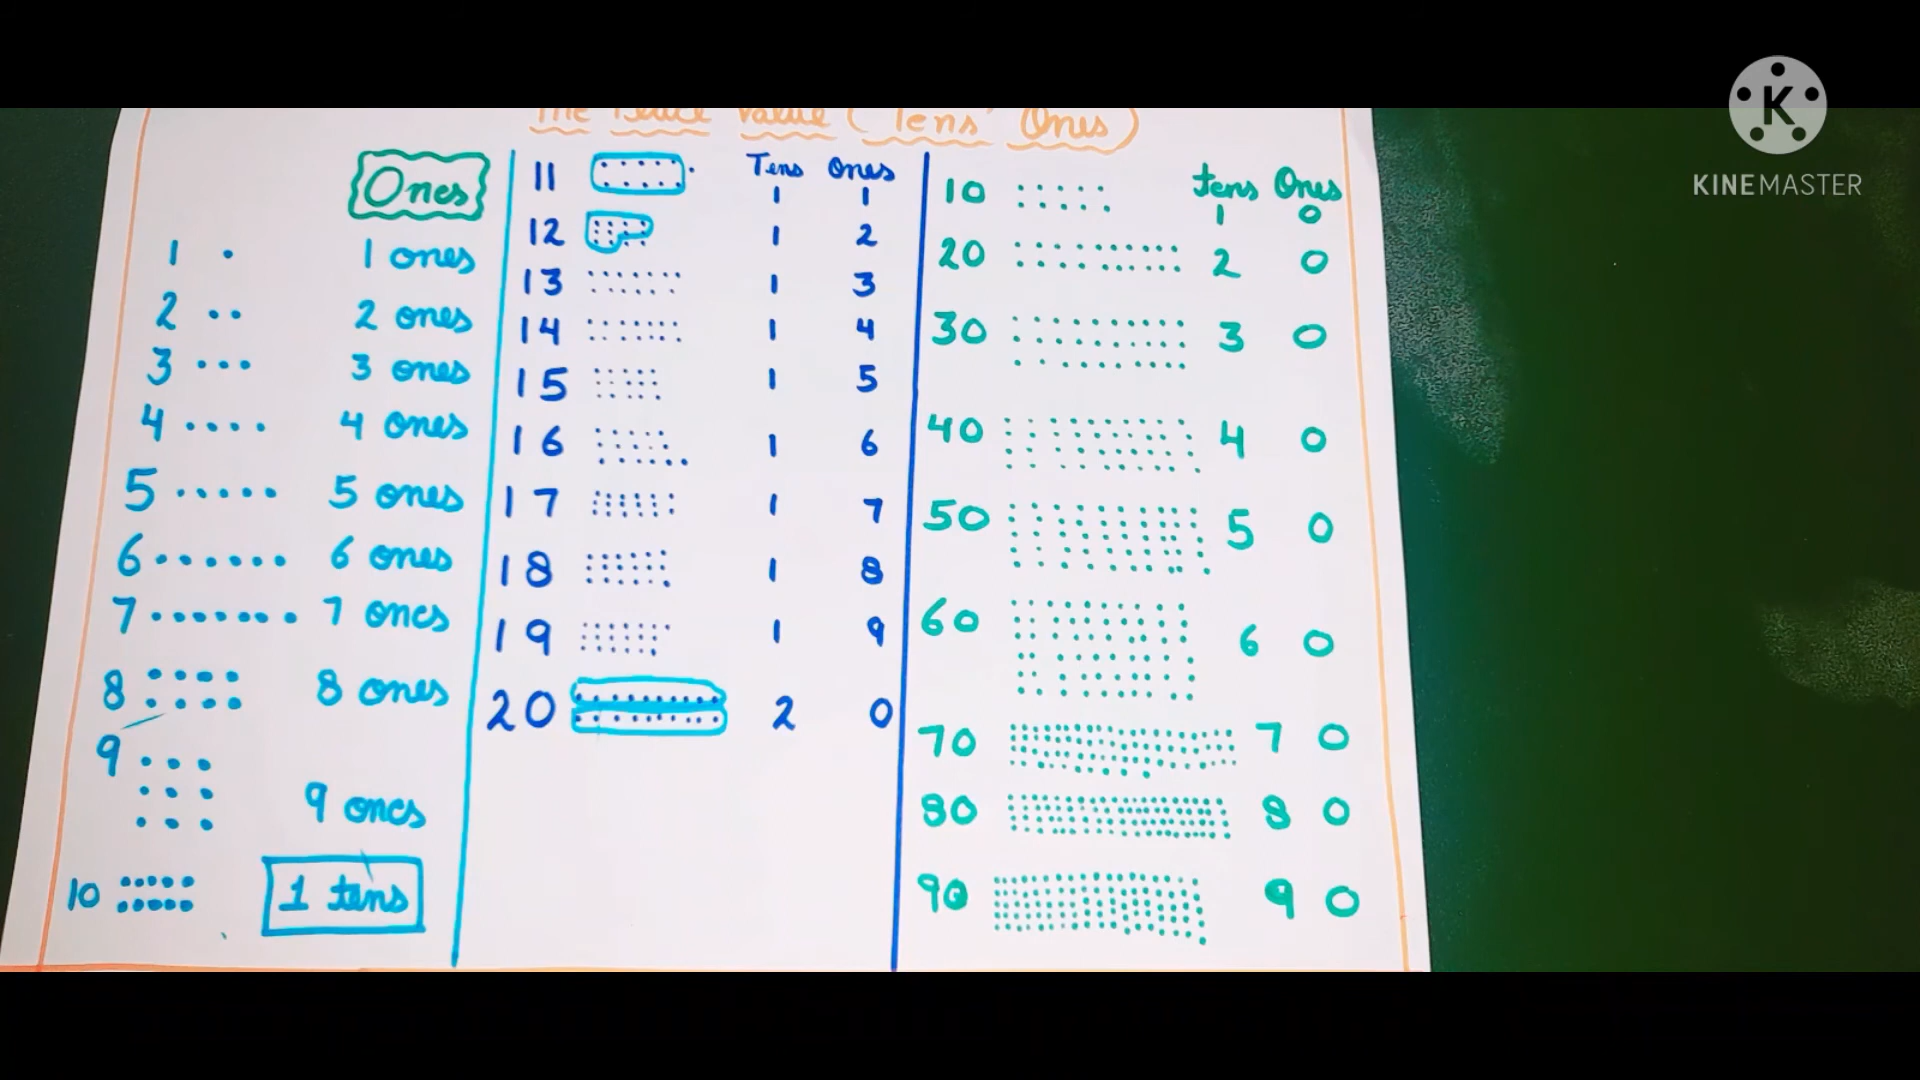 The Place Value (Tens' Ones)
Ones
1 1 ones
2 2 ones
3 3 ones
4 4 ones
5 5 ones
6 6 ones
7 7 ones
8 8 ones
9
9 ones
10 1 tens
11 Tens Ones
1 1
12 1 2
13 1 3
14 1 4
15 1 5
16 1 6
17 1 7
18 1 8
19 1 9
20 2 0
10 tens Ones
1 0
20 2 0
30 3 0
40 4 0
50 5 0
60 6 0
70 7 0
80 8 0
90 9 0
K
KINEMASTER